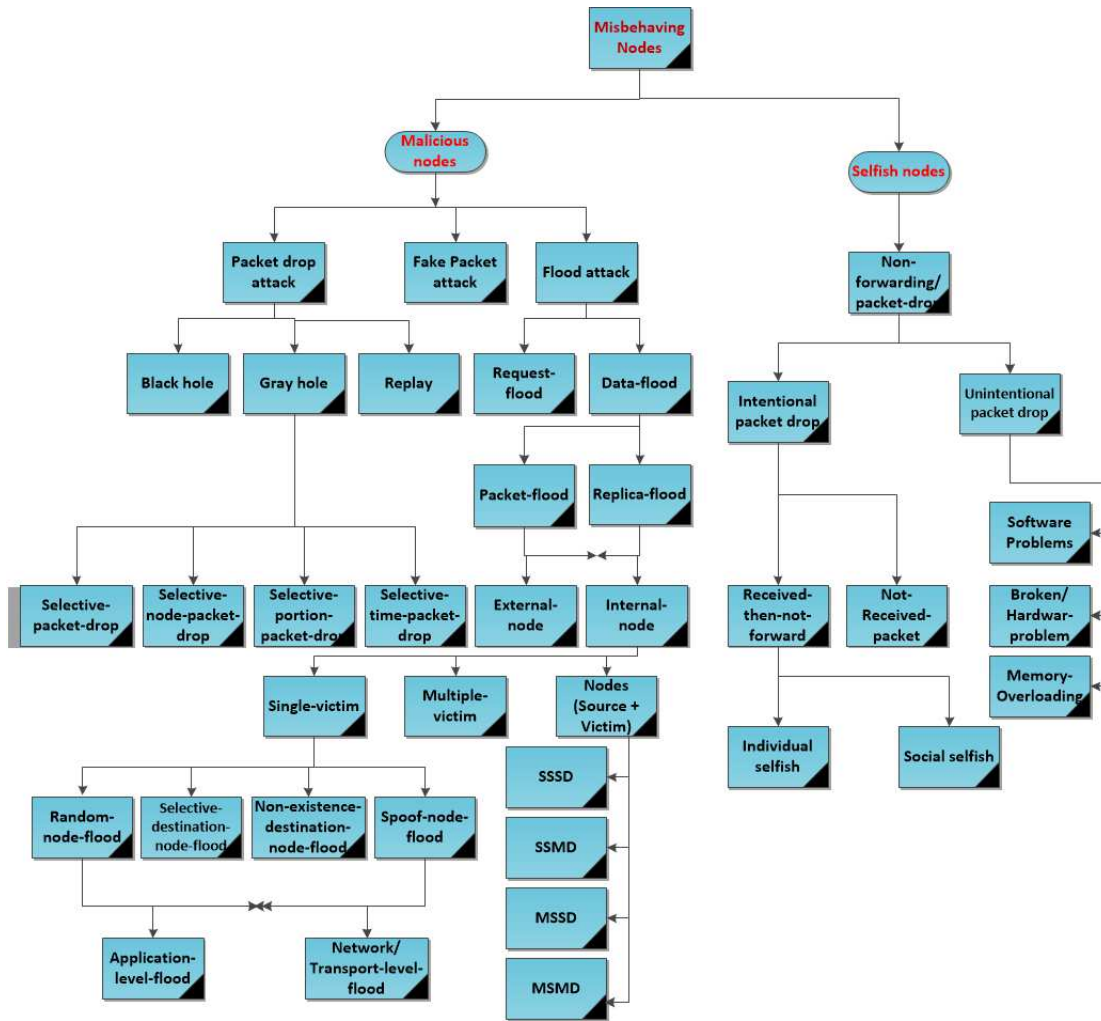 Misbehaving
Nodes
Malicious
nodes
Selfish nodes
Packet drop
attack
Fake Packet
attack
Flood attack
Non-
forwarding/
packet-drop
Black hole
Gray hole
Replay
Request-
flood
Data-flood
Intentional
packet drop
Unintentional
packet drop
Packet-flood
Replica-flood
Software
Problems
Selective-
packet-drop
Selective-
node-packet-
drop
Selective-
portion-
packet-drop
Selective-
time-packet-
drop
External-
node
Internal-
node
Received-
then-not-
forward
Not-
Received-
packet
Broken/
Hardwar-
problem
Memory-
Overloading
Single-victim
Multiple-
victim
Nodes
(Source +
Victim)
Individual
selfish
Social selfish
SSSD
Random-
node-flood
Selective-
destination-
node-flood
Non-existence-
destination-
node-flood
Spoof-node-
flood
SSMD
MSSD
Application-
level-flood
Network/
Transport-level-
flood
MSMD